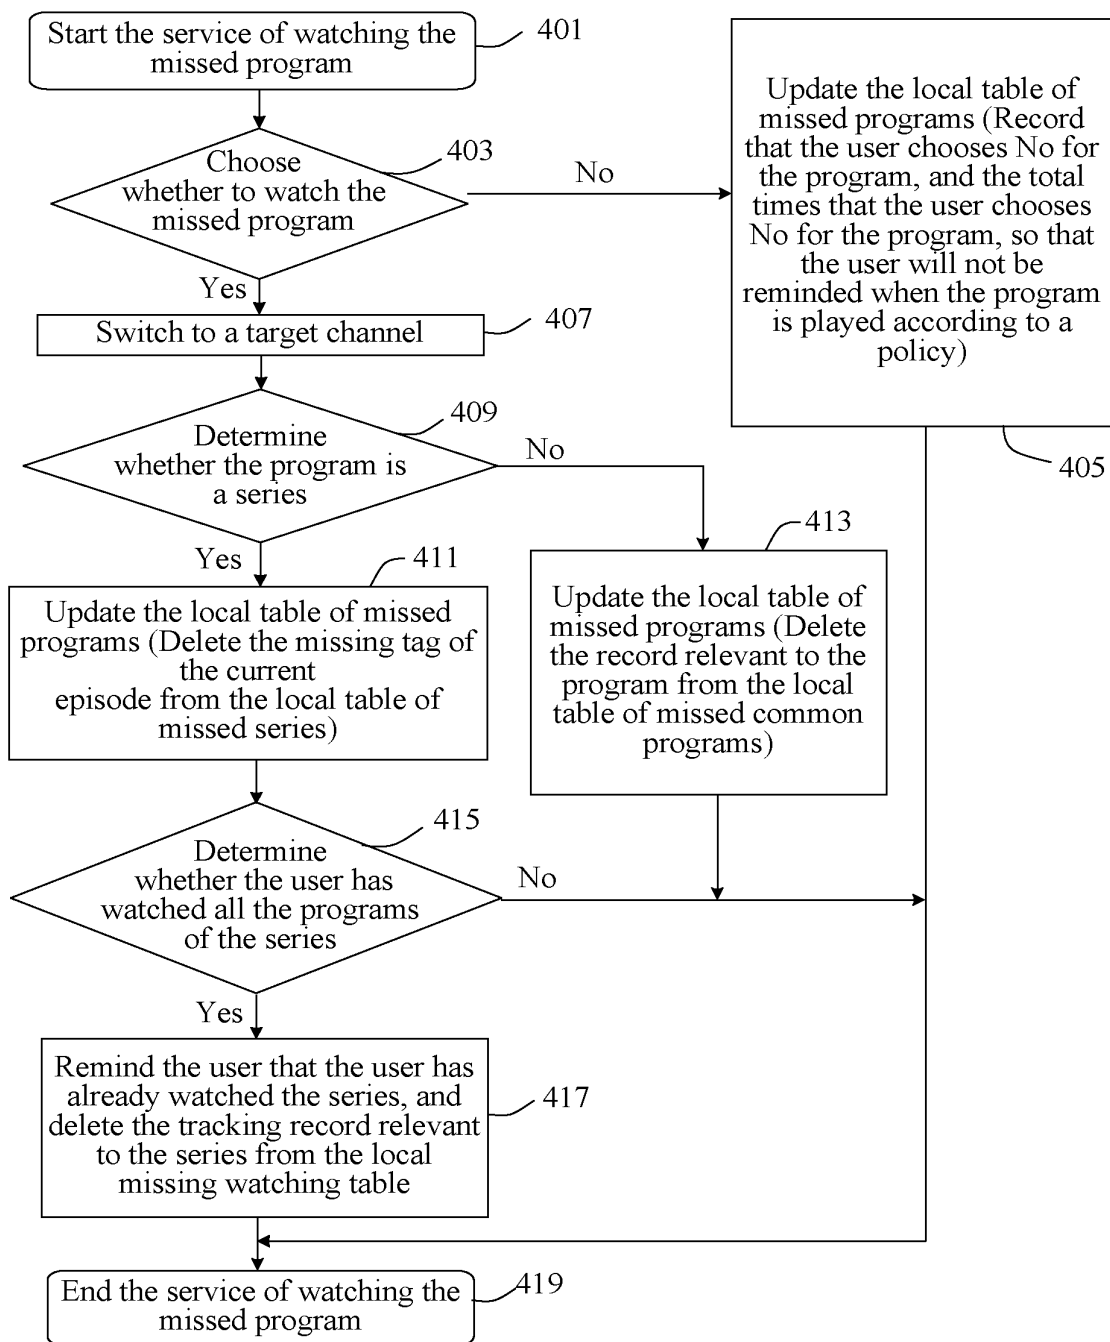 Start the service of watching the
missed program
401
Choose
whether to watch the
missed program
403
No
Yes
Update the local table of
missed programs (Record
that the user chooses No for
the program, and the total
times that the user chooses
No for the program, so that
the user will not be
reminded when the program
is played according to a
policy)
405
Switch to a target channel
407
Determine
whether the program is
a series
409
No
Yes
Update the local table of missed
programs (Delete the missing tag of
the current
episode from the local table of
missed series)
411
Update the local table of
missed programs (Delete
the record relevant to the
program from the local
table of missed common
programs)
413
Determine
whether the user has
watched all the programs
of the series
415
No
Yes
Remind the user that the user has
already watched the series, and
delete the tracking record relevant
to the series from the local
missing watching table
417
End the service of watching the
missed program
419